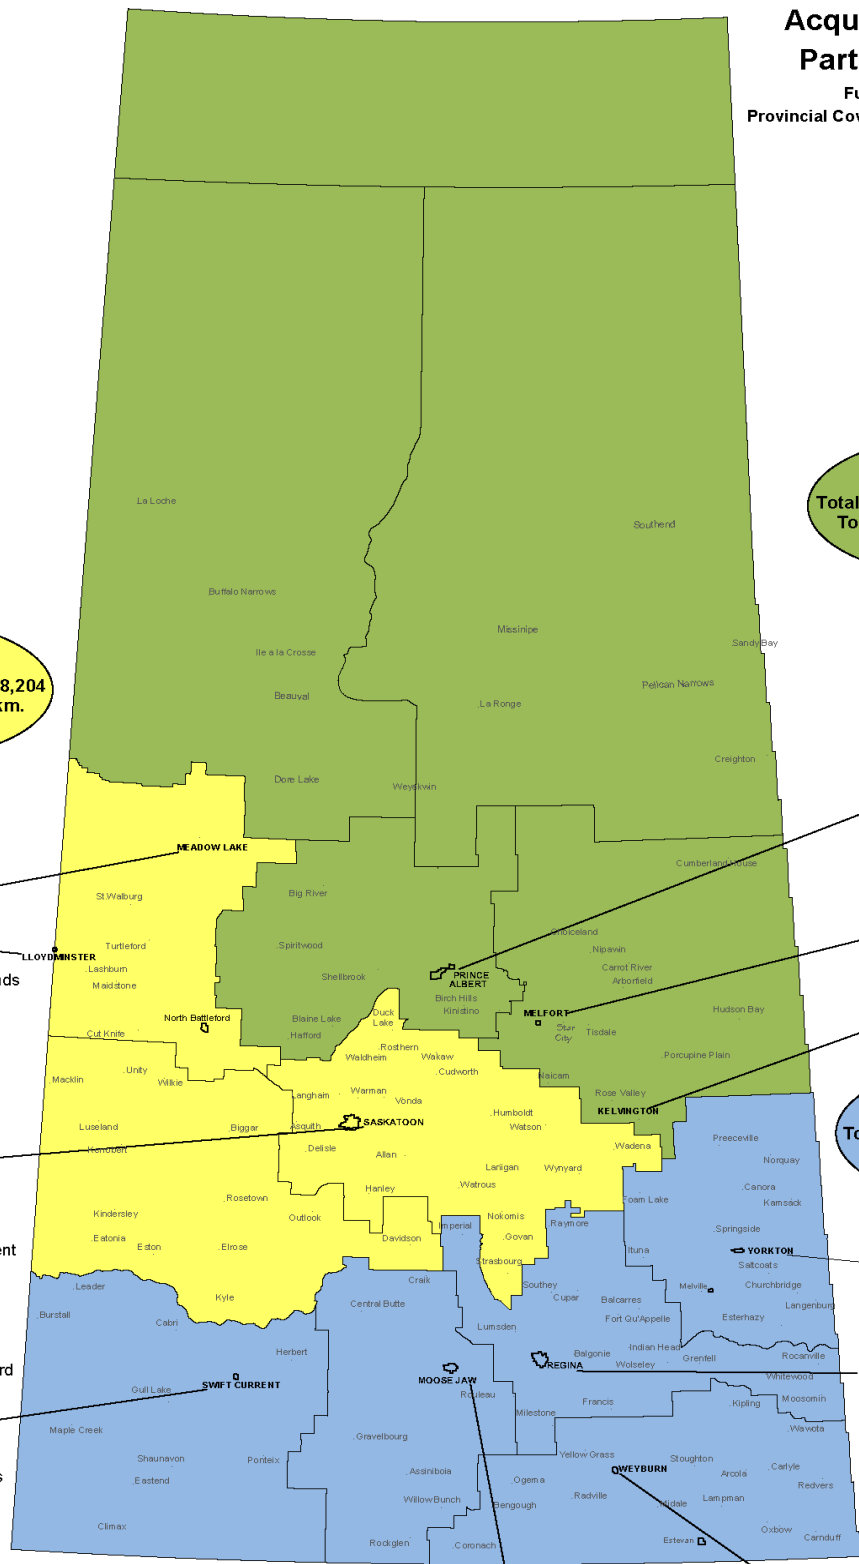 Acqu
Part
Fu
Provincial Cov
La Loche
Southend
Total
To
Buffalo Narrows
Missinipe
Ile a la Crosse
Sandy Bay
8,204
km.
Beauval
Pelican Narrows
La Ronge
Dore Lake
Weyakwin
Creighton
MEADOW LAKE
Cumberland House
St.Walburg
Big River
Choiceland
Turtleford
Spiritwood
Nipawin
LLOYDMINSTER
Lashburn
Carrot River
nds
Maidstone
Shellbrook
PRINCE
ALBERT
Arborfield
Birch Hills
Kinistino
MELFORT
Hudson Bay
North Battleford
Blaine Lake
Duck
Lake
Star
City
Tisdale
Cut Knife
Hafford
Rosthern
Waldheim
Wakaw
Porcupine Plain
Cudworth
Macklin
Unity
Wilkie
Naicam
Langham
Warman
Vonda
Rose Valley
KELVINGTON
Humboldt
Luseland
Biggar
Asquith
SASKATOON
Watson
To
Kerrobert
Delisle
Allan
Wadena
Preeceville
Lanigan
Wynyard
Norquay
Rosetown
Hanley
Watrous
Foam Lake
Canora
Kamsack
Kindersley
Outlook
Nokomis
Imperial
Raymore
Springside
Eatonia
Eston
Elrose
Davidson
Govan
ent
Ituna
YORKTON
Strasbourg
Saltcoats
Leader
Craik
Southey
Melville
Churchbridge
Kyle
Central Butte
Cupar
Balcarres
Langenburg
Burstall
Cabri
Lumsden
Fort Qu'Appelle
Esterhazy
Herbert
Balgonie
Indian Head
Grenfell
Rocanville
rd
REGINA
Wolseley
Whitewood
SWIFT CURRENT
MOOSE JAW
Gull Lake
Rouleau
Moosomin
Francis
Kipling
Milestone
Maple Creek
Gravelbourg
Wawota
Shaunavon
Ponteix
Yellow Grass
Stoughton
s
Eastend
Assiniboia
Ogema
WEYBURN
Arcola
Carlyle
Redvers
Willow Bunch
Bengough
Radville
Midale
Lampman
Climax
Rockglen
Coronach
Estevan
Oxbow
Carnduff